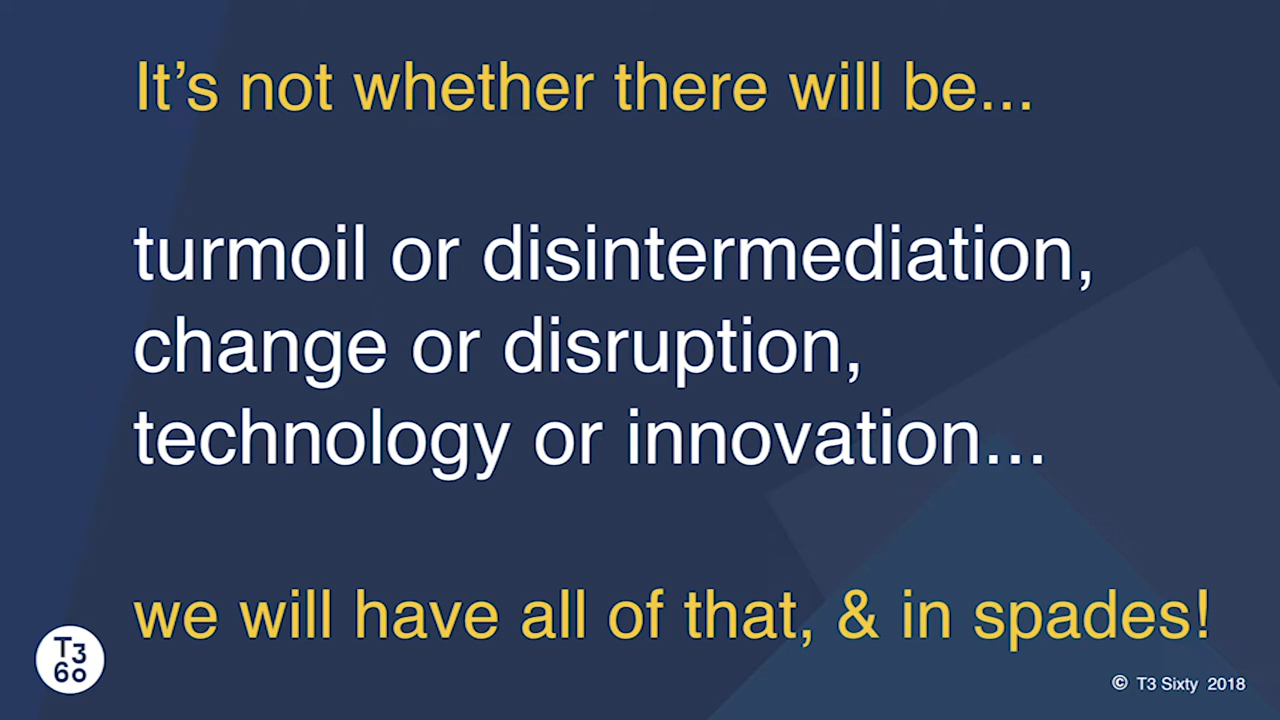 It’s not whether there will be...
turmoil or disintermediation,
change or disruption,
technology or innovation...
we will have all of that, & in spades!
T3
60
© T3 Sixty 2018